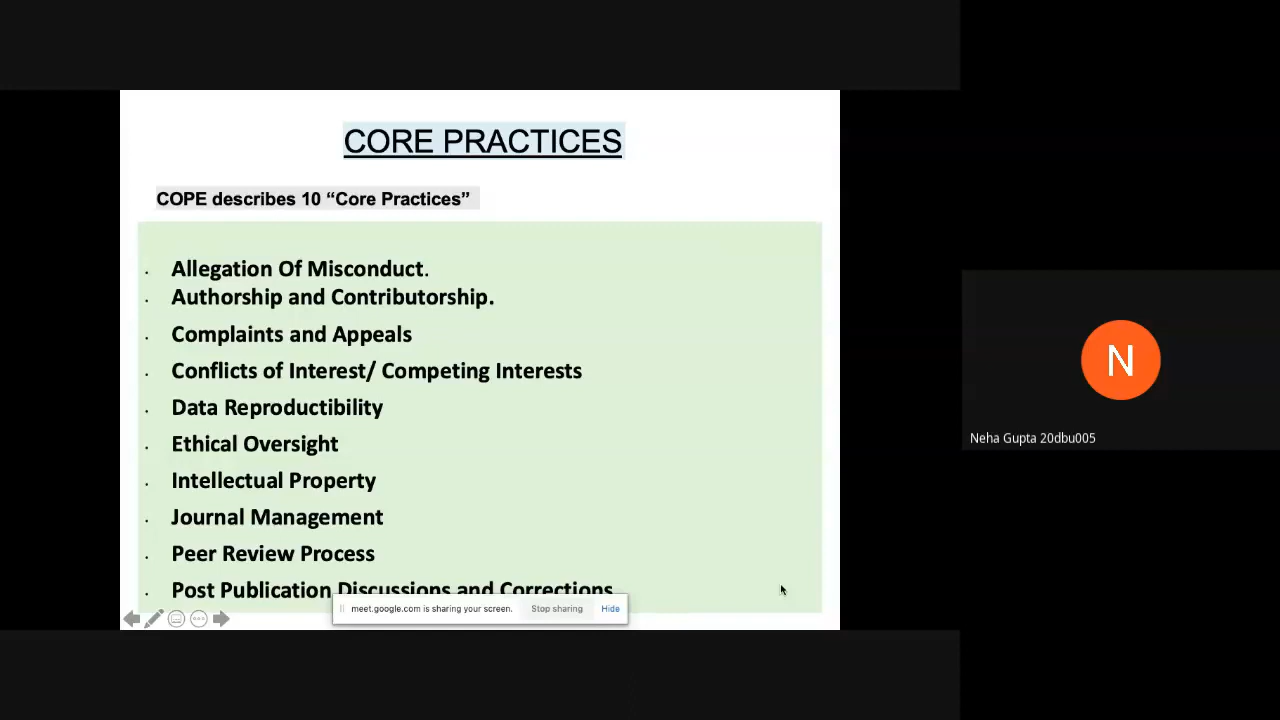 CORE PRACTICES
COPE describes 10 “Core Practices”
Allegation Of Misconduct.
Authorship and Contributorship.
Complaints and Appeals
Conflicts of Interest/ Competing Interests
Data Reproductibility
Ethical Oversight
Intellectual Property
Journal Management
Peer Review Process
Post Publication Discussions and Corrections
meet.google.com is sharing your screen. Stop sharing Hide
N
Neha Gupta 20dbu005